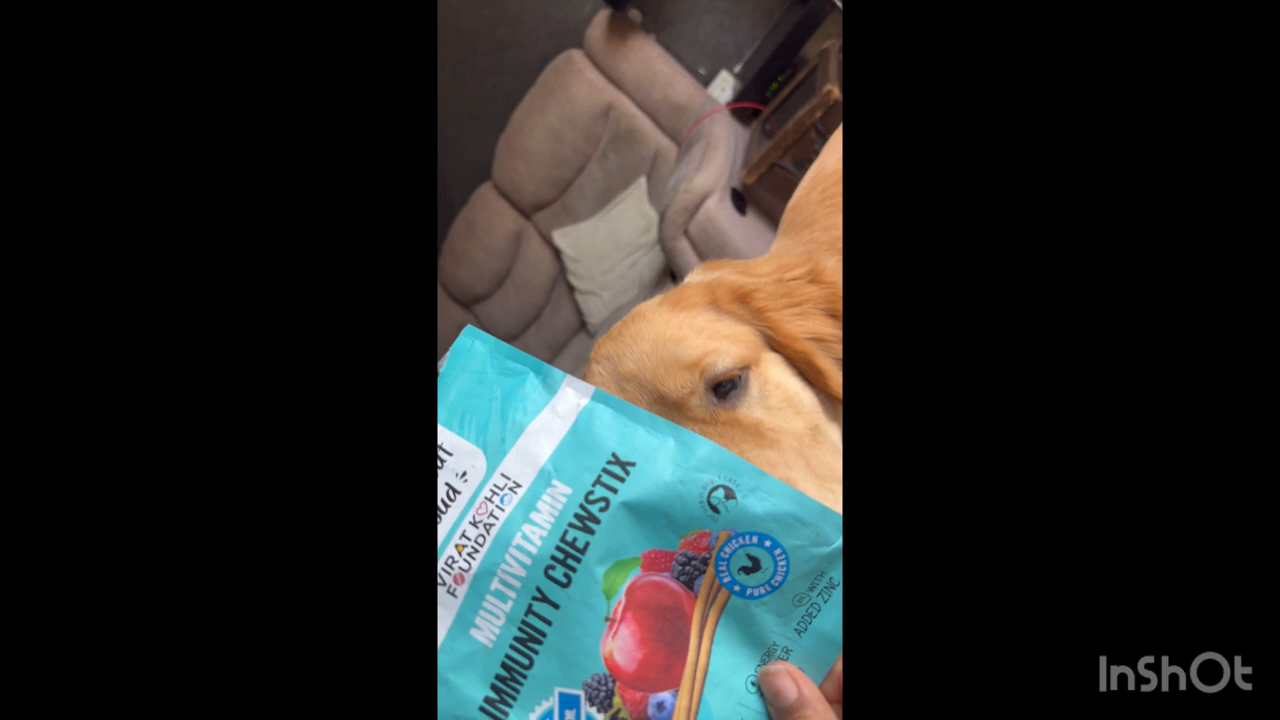 VIRAT KOHLI
FOUNDATION
MULTIVITAMIN
IMMUNITY CHEWSTIX
REAL CHICKEN
PURE CHICKEN
WITH
ADDED ZINC
InShOt